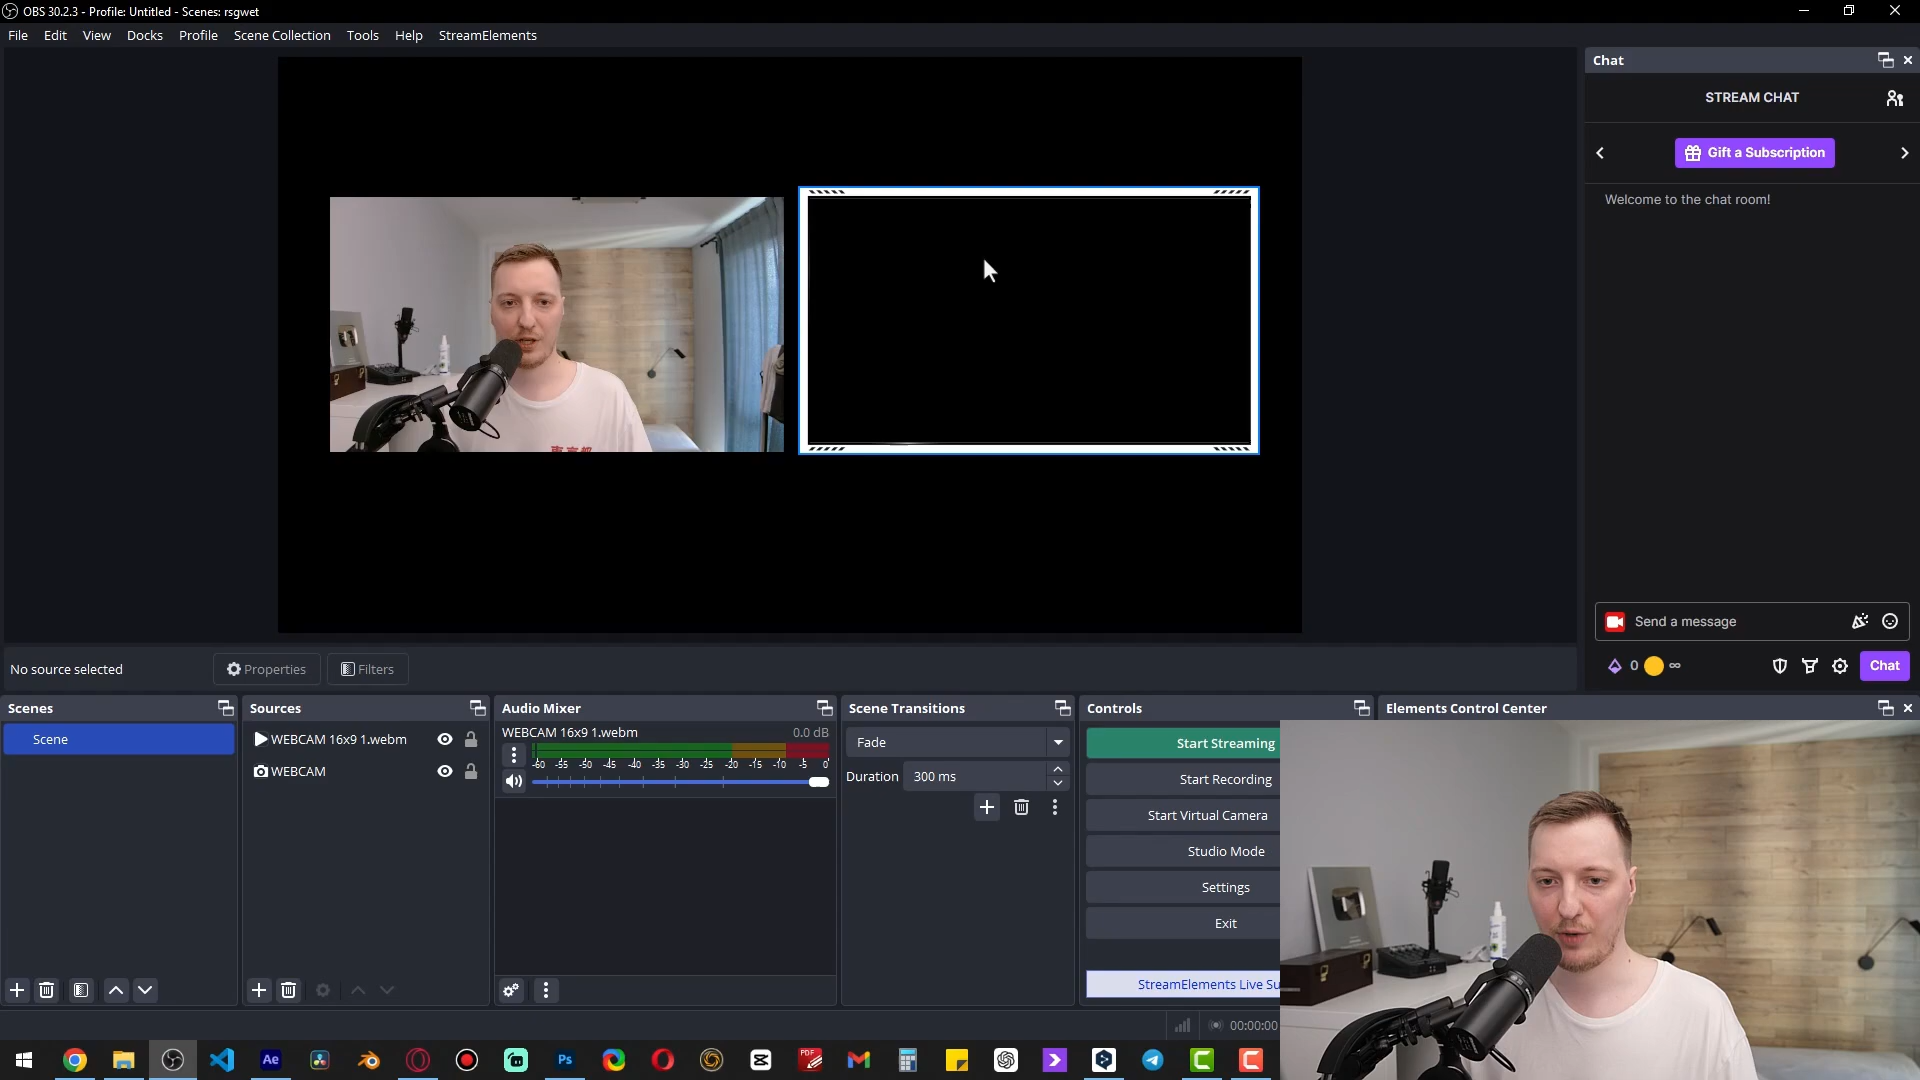 OBS 30.2.3 - Profile: Untitled - Scenes: rsgwet
File Edit View Docks Profile Scene Collection Tools Help StreamElements
Chat
STREAM CHAT
Gift a Subscription
Welcome to the chat room!
Send a message
0 ∞ Chat
No source selected Properties Filters
Scenes Sources Audio Mixer Scene Transitions Controls Elements Control Center
Scene
WEBCAM 16x9 1.webm
WEBCAM
WEBCAM 16x9 1.webm 0.0 dB
-60 -55 -50 -45 -40 -35 -30 -25 -20 -15 -10 -5 0
Fade
Duration 300 ms
Start Streaming
Start Recording
Start Virtual Camera
Studio Mode
Settings
Exit
StreamElements Live Su
00:00:00
Ae Ps PDF